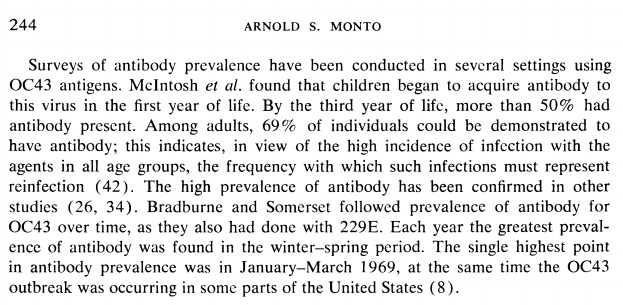 244 ARNOLD S. MONTO
Surveys of antibody prevalence have been conducted in several settings using
OC43 antigens. McIntosh et al. found that children began to acquire antibody to
this virus in the first year of life. By the third year of life, more than 50% had
antibody present. Among adults, 69% of individuals could be demonstrated to
have antibody; this indicates, in view of the high incidence of infection with the
agents in all age groups, the frequency with which such infections must represent
reinfection (42). The high prevalence of antibody has been confirmed in other
studies (26, 34). Bradburne and Somerset followed prevalence of antibody for
OC43 over time, as they also had done with 229E. Each year the greatest preval-
ence of antibody was found in the winter–spring period. The single highest point
in antibody prevalence was in January–March 1969, at the same time the OC43
outbreak was occurring in some parts of the United States (8).